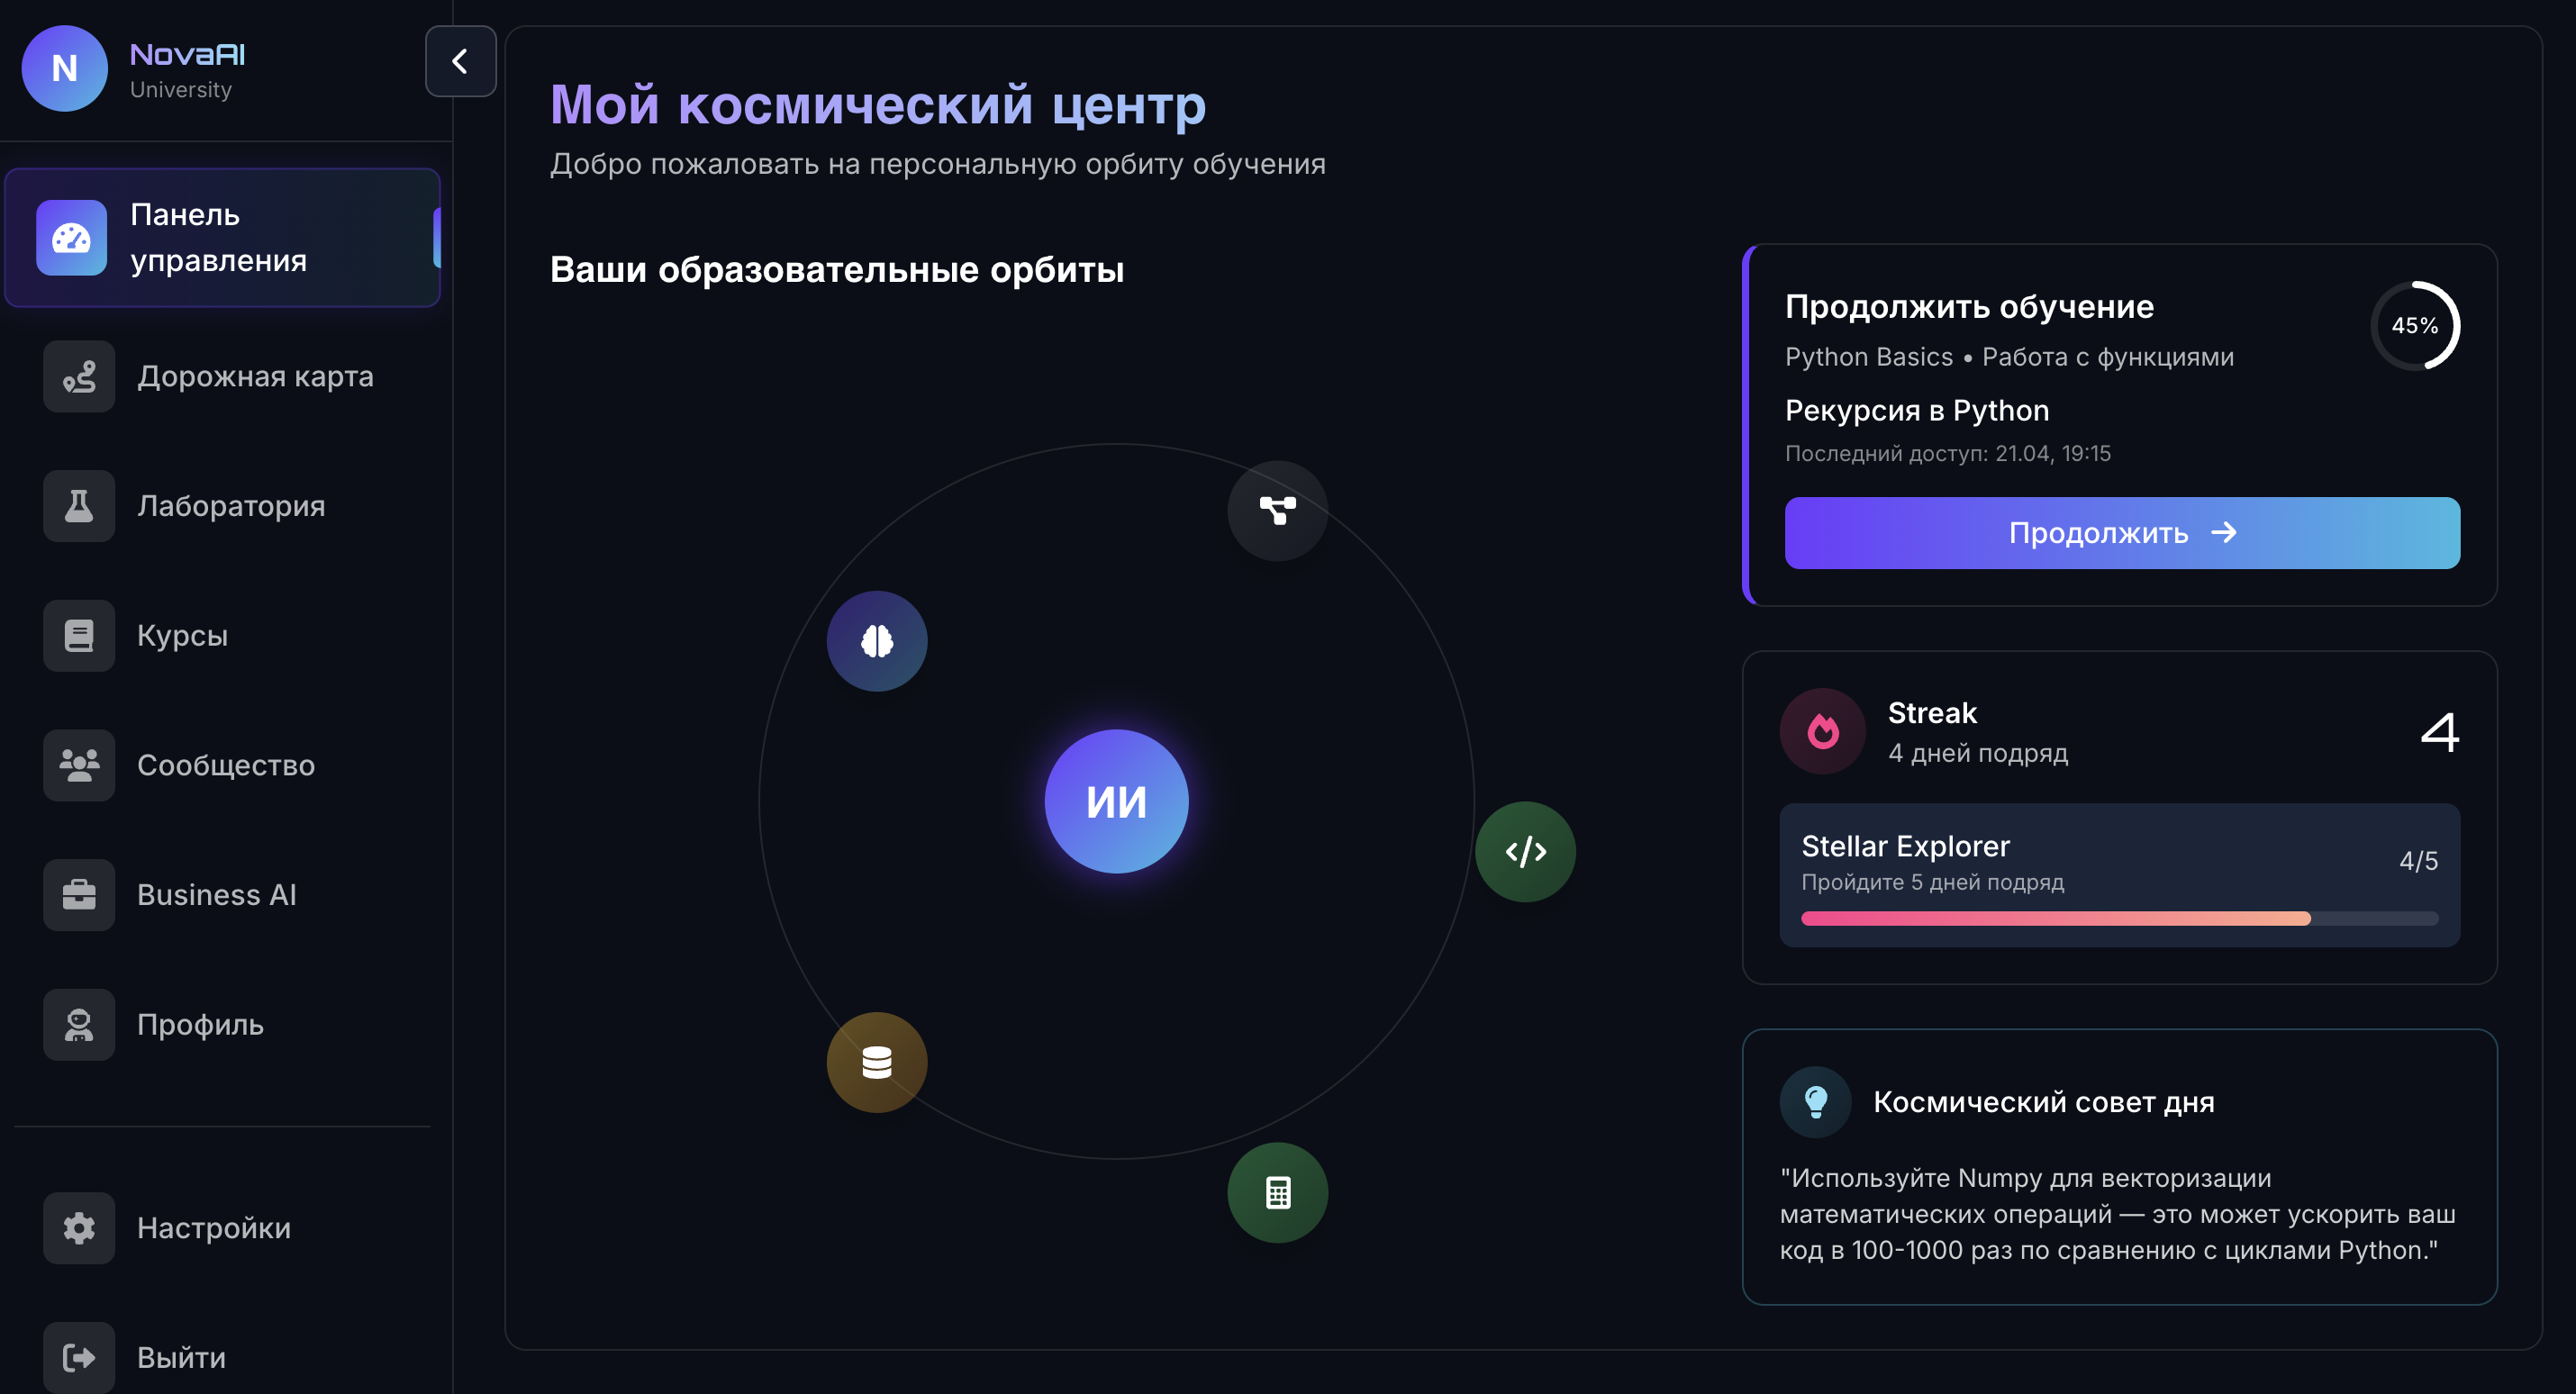 N
NovaAI
University
Панель
управления
Дорожная карта
Лаборатория
Курсы
Сообщество
Business AI
Профиль
Настройки
Выйти
Мой космический центр
Добро пожаловать на персональную орбиту обучения
Ваши образовательные орбиты
ИИ
Продолжить обучение
45%
Python Basics • Работа с функциями
Рекурсия в Python
Последний доступ: 21.04, 19:15
Продолжить →
Streak
4 дней подряд
4
Stellar Explorer
4/5
Пройдите 5 дней подряд
Космический совет дня
"Используйте Numpy для векторизации
математических операций — это может ускорить ваш
код в 100-1000 раз по сравнению с циклами Python."